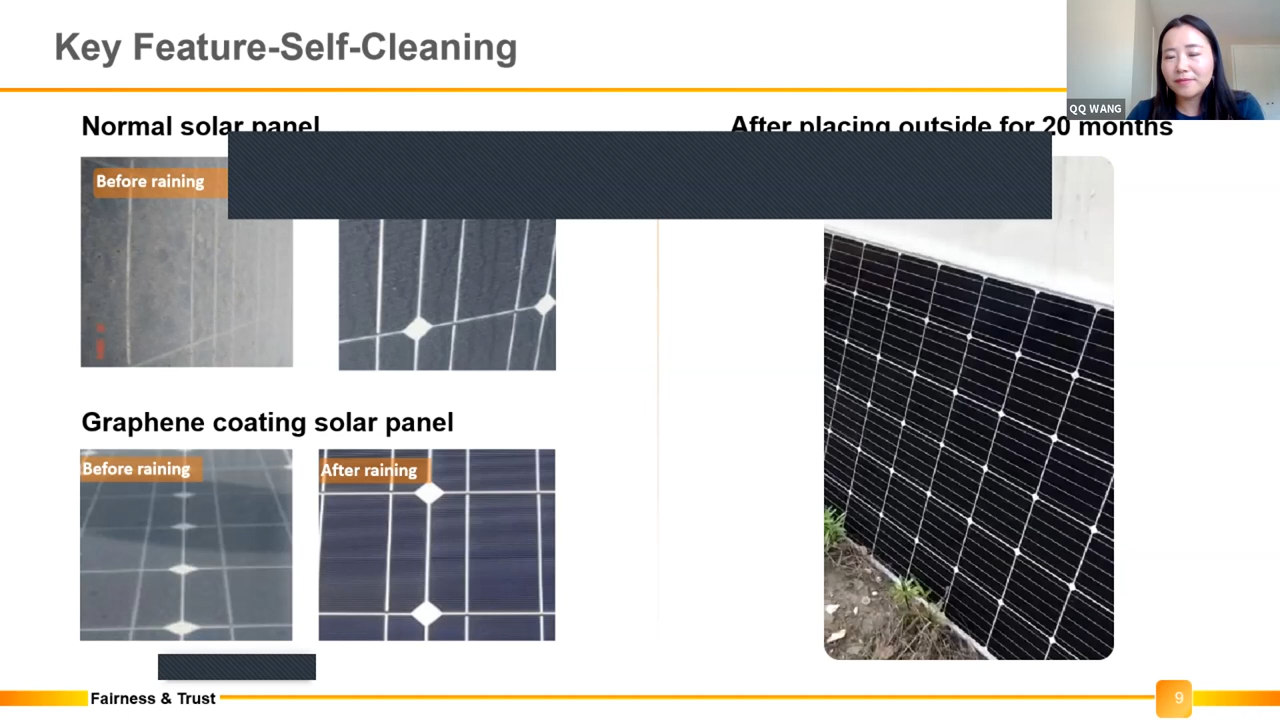 Key Feature-Self-Cleaning
QQ WANG
Normal solar panel
After placing outside for 20 months
Before raining
Graphene coating solar panel
Before raining
After raining
Fairness & Trust
9